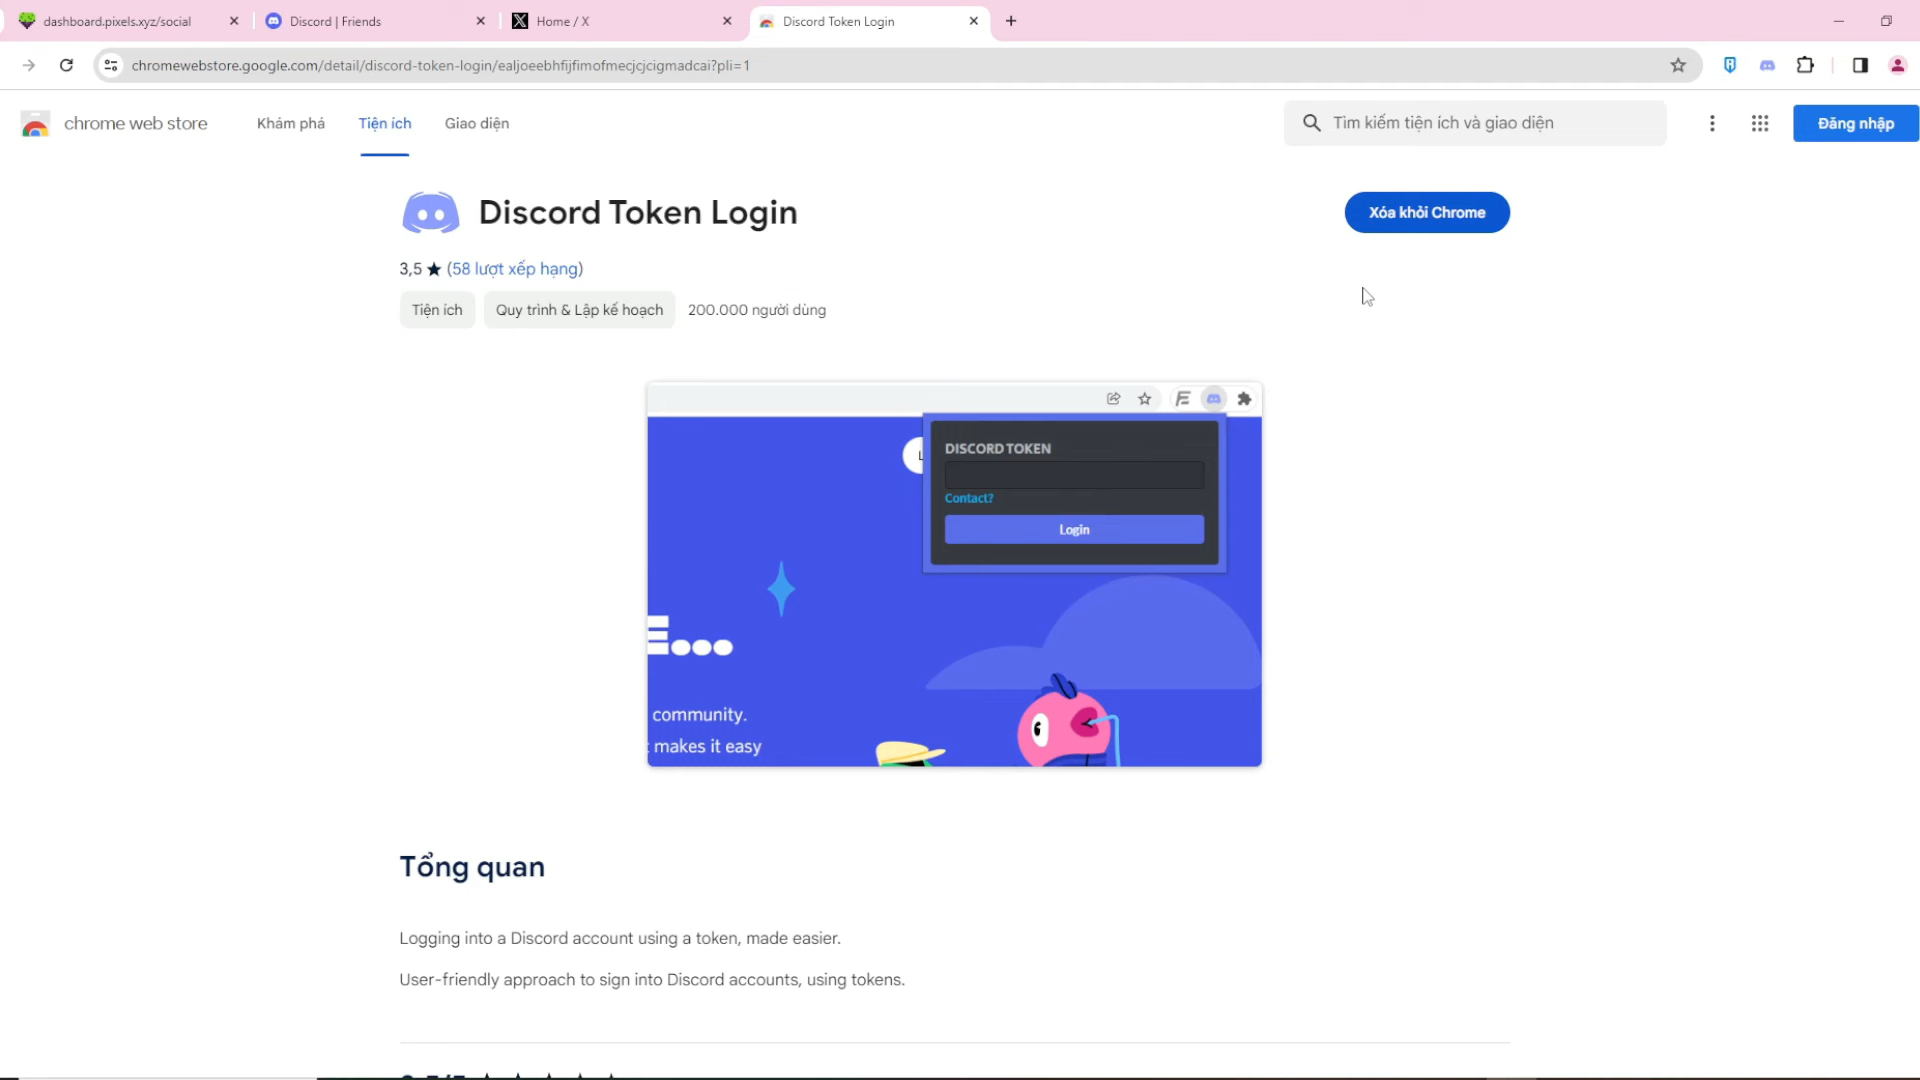 dashboard.pixels.xyz/social
Discord | Friends
Home / X
Discord Token Login
chromewebstore.google.com/detail/discord-token-login/ealjoeebhfijfimofmecjcjcigmadcai?pli=1
chrome web store
Khám phá
Tiện ích
Giao diện
Tìm kiếm tiện ích và giao diện
Đăng nhập
Discord Token Login
Xóa khỏi Chrome
3,5 ★ (58 lượt xếp hạng)
Tiện ích
Quy trình & Lập kế hoạch
200.000 người dùng
DISCORD TOKEN
Contact?
Login
E...
community.
makes it easy
Tổng quan
Logging into a Discord account using a token, made easier.
User-friendly approach to sign into Discord accounts, using tokens.